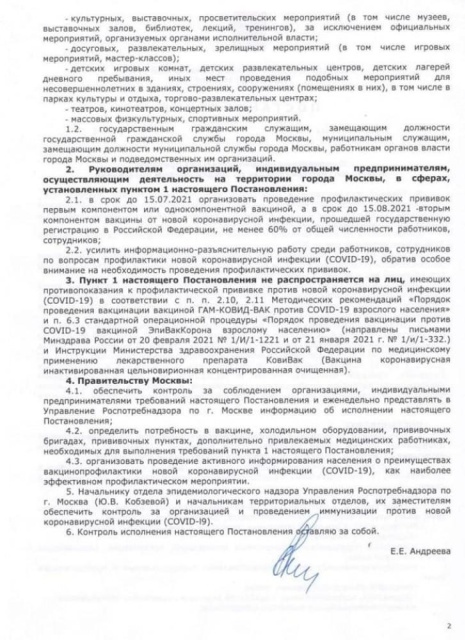 - культурных, выставочных, просветительских мероприятий (в том числе музеев,
выставочных залов, библиотек, лекций, тренингов), за исключением официальных
мероприятий, организуемых органами исполнительной власти;
- досуговых, развлекательных, зрелищных мероприятий (в том числе игровых
мероприятий, мастер-классов);
- детских игровых комнат, детских развлекательных центров, детских лагерей
дневного пребывания, иных мест проведения подобных мероприятий для
несовершеннолетних в зданиях, строениях, сооружениях (помещениях в них), в том числе в
парках культуры и отдыха, торгово-развлекательных центрах;
- театров, кинотеатров, концертных залов;
- массовых физкультурных, спортивных мероприятий.
1.2. государственным гражданским служащим, замещающим должности
государственной гражданской службы города Москвы, муниципальным служащим,
замещающим должности муниципальной службы города Москвы, работникам органов власти
города Москвы и подведомственных им организаций.
2. Руководителям организаций, индивидуальным предпринимателям,
осуществляющим деятельность на территории города Москвы, в сферах,
установленных пунктом 1 настоящего Постановления:
2.1. в срок до 15.07.2021 организовать проведение профилактических прививок
первым компонентом или однокомпонентной вакциной, а в срок до 15.08.2021 -вторым
компонентом вакцины от новой коронавирусной инфекции, прошедшей государственную
регистрацию в Российской Федерации, не менее 60% от общей численности работников,
сотрудников;
2.2. усилить информационно-разъяснительную работу среди работников, сотрудников
по вопросам профилактики новой коронавирусной инфекции (COVID-I9), обратив особое
внимание на необходимость проведения профилактических прививок.
3. Пункт 1 настоящего Постановления не распространяется на лиц, имеющих
противопоказания к профилактической прививке против новой коронавирусной инфекции
(COVID-19) в соответствии с п. п. 2.10, 2.11 Методических рекомендаций «Порядок
проведения вакцинации вакциной ГАМ-КОВИД-ВАК против COVID-19 взрослого населения»
и п. 6.3 стандартной операционной процедуры «Порядок проведения вакцинации против
COVID-19 вакциной ЭпиВакКорона взрослому населению» (направлены письмами
Минздрава России от 20 февраля 2021 № 1/И/1-1221 и от 21 января 2021 г. № 1/и/1-332.)
и Инструкции Министерства здравоохранения Российской Федерации по медицинскому
применению лекарственного препарата КовиВак (Вакцина коронавирусная
инактивированная цельновирионная концентрированная очищенная).
4. Правительству Москвы:
4.1. обеспечить контроль за соблюдением организациями, индивидуальными
предпринимателями требований настоящего Постановления и еженедельно представлять в
Управление Роспотребнадзора по г. Москве информацию об исполнении настоящего
Постановления;
4.2. определить потребность в вакцине, холодильном оборудовании, прививочных
бригадах, прививочных пунктах, дополнительно привлекаемых медицинских работниках,
необходимых для выполнения требований пункта 1 настоящего Постановления;
4.3. организовать проведение активного информирования населения о преимуществах
вакцинопрофилактики новой коронавирусной инфекции (COVID-19), как наиболее
эффективном профилактическом мероприятии.
5. Начальнику отдела эпидемиологического надзора Управления Роспотребнадзора по
г. Москва (Ю.В. Кобзевой) и начальникам территориальных отделов, их заместителям
обеспечить контроль за организацией и проведением иммунизации против новой
коронавирусной инфекции (COVID-I9).
6. Контроль исполнения настоящего Постановления оставляю за собой.
Е.Е. Андреева
2